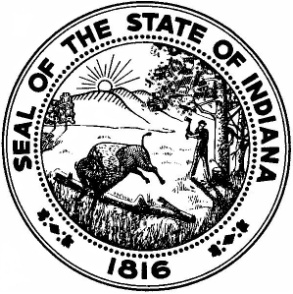 SEAL OF THE STATE OF INDIANA
1816